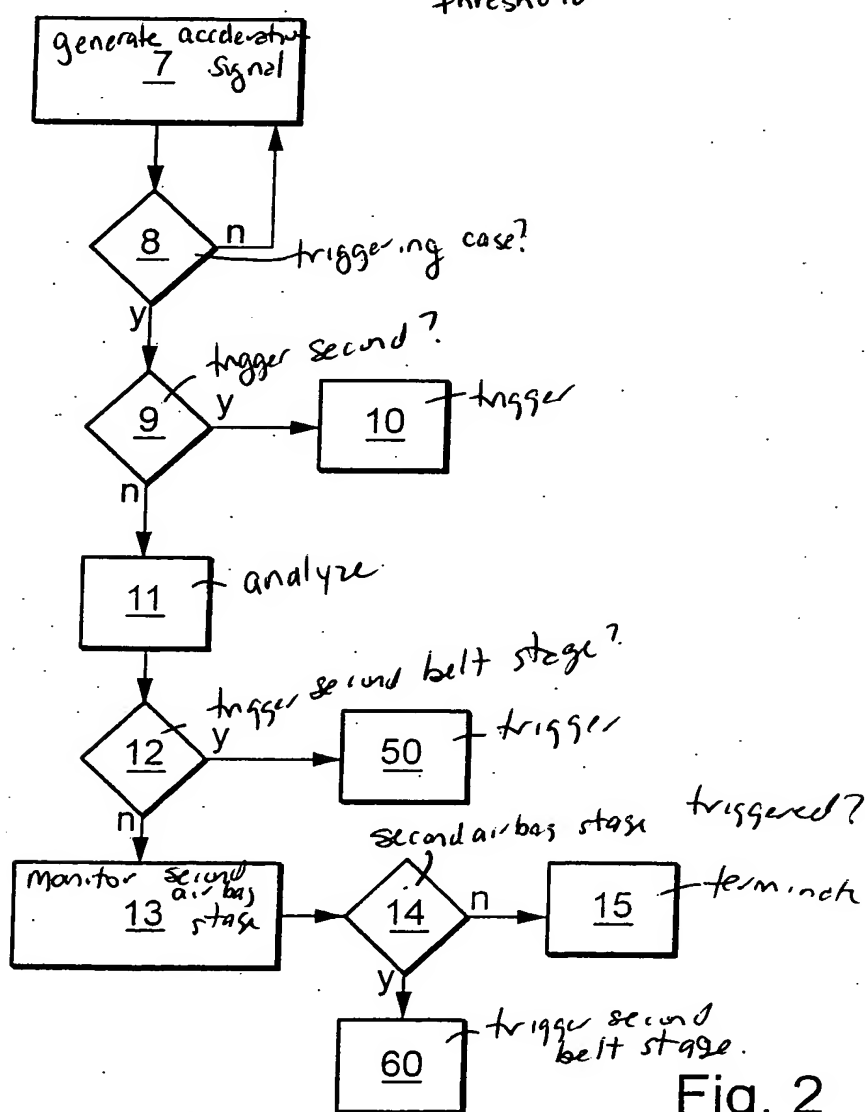 threshold
generate acceleration
7 signal
8 n triggering case?
y
trigger second?
9 y 10 trigger
n
11 analyze
trigger second belt stage?
12 y 50 trigger
n
second airbag stage triggered?
monitor second
air bag
13 stage
14 n 15 terminate
y
60 trigger second
belt stage.
Fig. 2